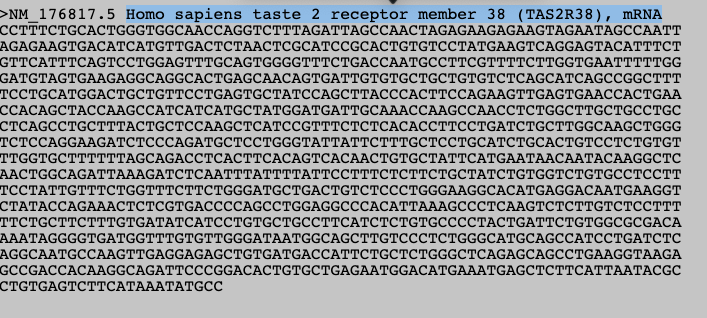 >NM_176817.5 Homo sapiens taste 2 receptor member 38 (TAS2R38), mRNA
CCTTTCTGCACTGGGTGGCAACCAGGTCTTTAGATTAGCCAACTAGAGAAGAGAAGTAGAATAGCCAATT
AGAGAAGTGACATCATGTTGACTCTAACTCGCATCCGCACTGTGTCCTATGAAGTCAGGAGTACATTTCT
GTTCATTTCAGTCCTGGAGTTTGCAGTGGGGTTTCTGACCAATGCCTTCGTTTTCTTGGTGAATTTTTGG
GATGTAGTGAAGAGGCAGGCACTGAGCAACAGTGATTGTGTGCTGCTGTGTCTCAGCATCAGCCGGCTTT
TCCTGCATGGACTGCTGTTCCTGAGTGCTATCCAGCTTACCCACTTCCAGAAGTTGAGTGAACCACTGAA
CCACAGCTACCAAGCCATCATCATGCTATGGATGATTGCAAACCAAGCCAACCTCTGGCTTGCTGCCTGC
CTCAGCCTGCTTTACTGCTCCAAGCTCATCCGTTTCTCTCACACCTTCCTGATCTGCTTGGCAAGCTGGG
TCTCCAGGAAGATCTCCCAGATGCTCCTGGGTATTATTCTTTGCTCCTGCATCTGCACTGTCCTCTGTGT
TTGGTGCTTTTTTAGCAGACCTCACTTCACAGTCACAACTGTGCTATTCATGAATAACAATACAAGGCTC
AACTGGCAGATTAAAGATCTCAATTTATTTTATTCCTTTCTCTTCTGCTATCTGTGGTCTGTGCCTCCTT
TCCTATTGTTTCTGGTTTCTTCTGGGATGCTGACTGTCTCCCTGGGAAGGCACATGAGGACAATGAAGGT
CTATACCAGAAACTCTCGTGACCCCAGCCTGGAGGCCCACATTAAAGCCCTCAAGTCTCTTGTCTCCTTT
TTCTGCTTCTTTGTGATATCATCCTGTGCTGCCTTCATCTCTGTGCCCCTACTGATTCTGTGGCGCGACA
AAATAGGGGTGATGGTTTGTGTTGGGATAATGGCAGCTTGTCCCTCTGGGCATGCAGCCATCCTGATCTC
AGGCAATGCCAAGTTGAGGAGAGCTGTGATGACCATTCTGCTCTGGGCTCAGAGCAGCCTGAAGGTAAGA
GCCGACCACAAGGCAGATTCCCGGACACTGTGCTGAGAATGGACATGAAATGAGCTCTTCATTAATACGC
CTGTGAGTCTTCATAAATATGCC